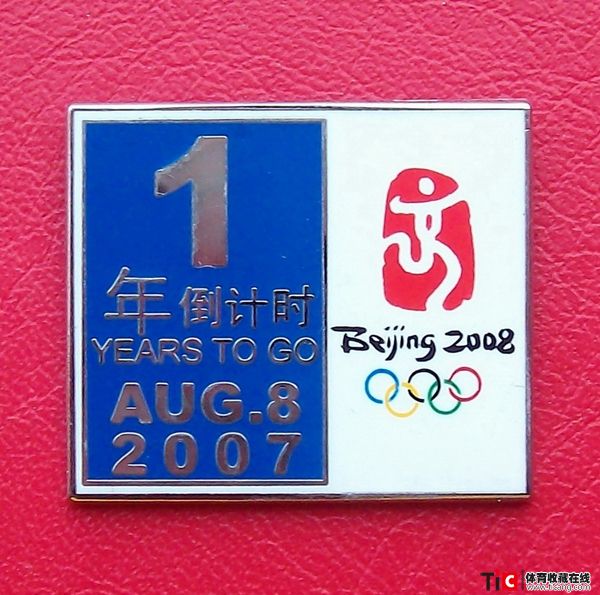 1
年 倒计时
YEARS TO GO
AUG.8
2007
Beijing 2008
体育收藏在线